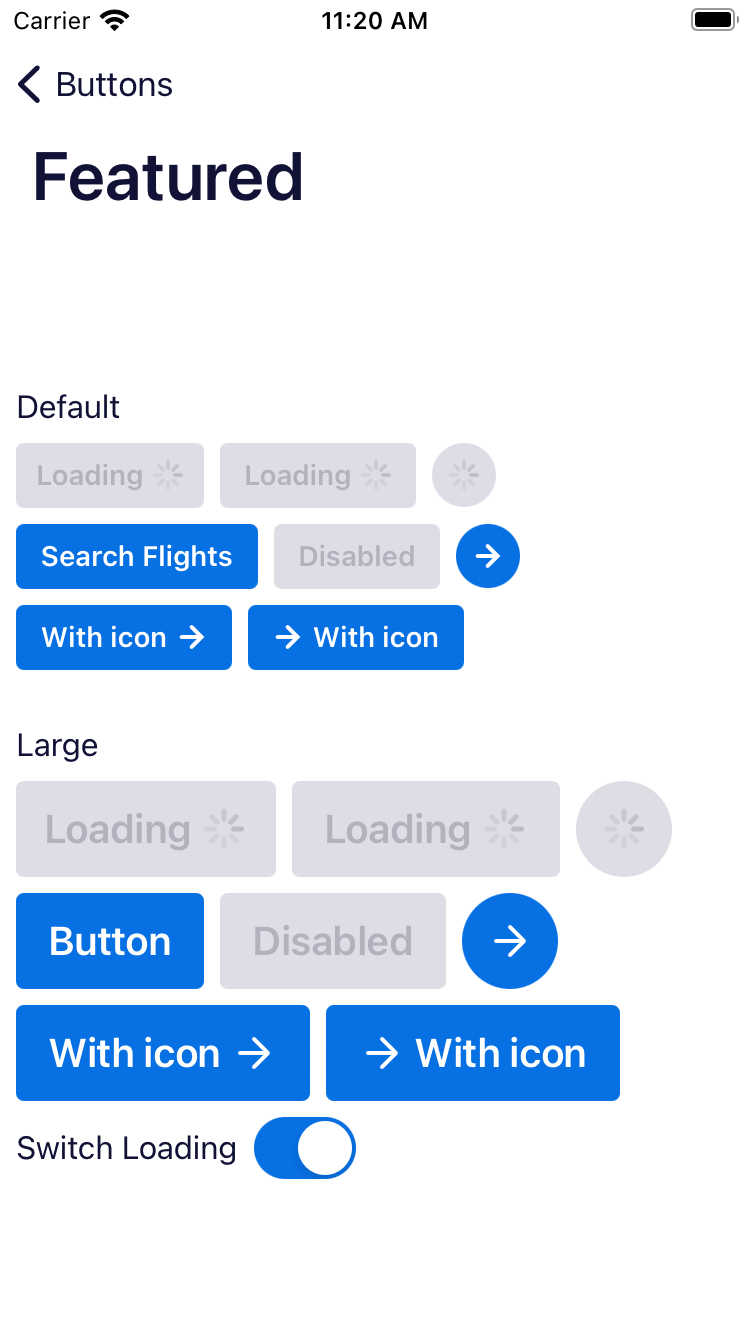 Carrier 11:20 AM
Buttons
Featured
Default
Loading Loading
Search Flights Disabled
With icon With icon
Large
Loading Loading
Button Disabled
With icon With icon
Switch Loading